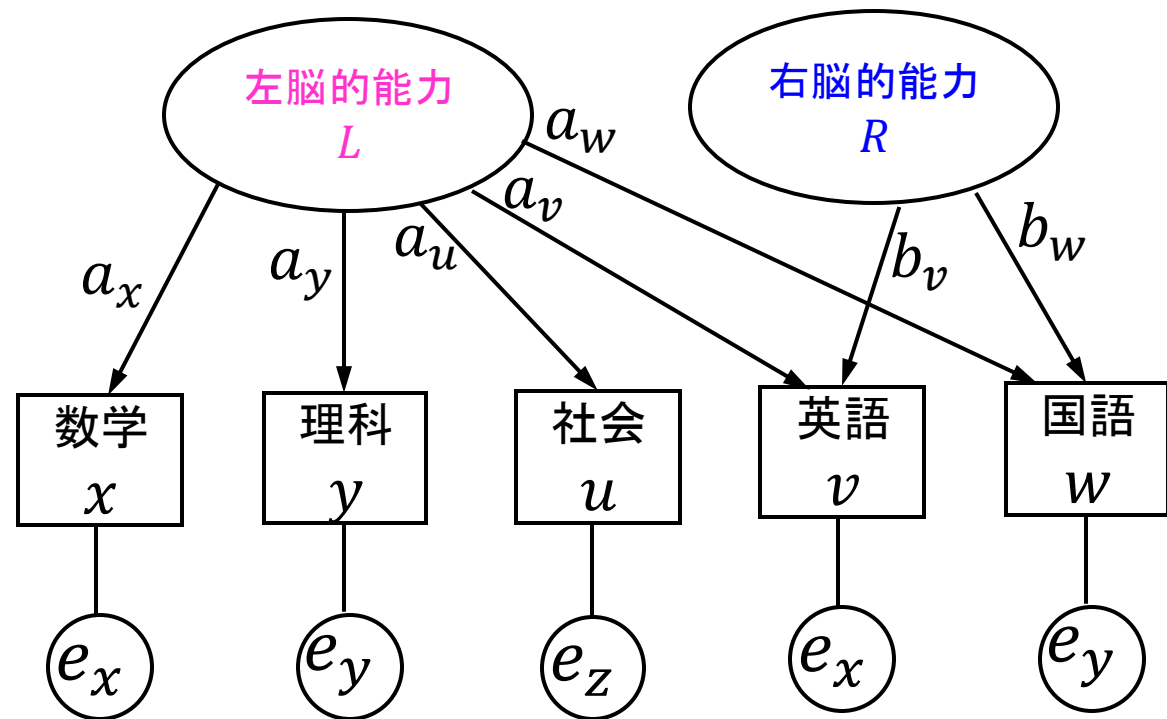 左脳的能力
L
右脳的能力
R
a_w
a_v
a_u
a_y
a_x
b_v
b_w
数学
x
理科
y
社会
u
英語
v
国語
w
e_x
e_y
e_z
e_x
e_y